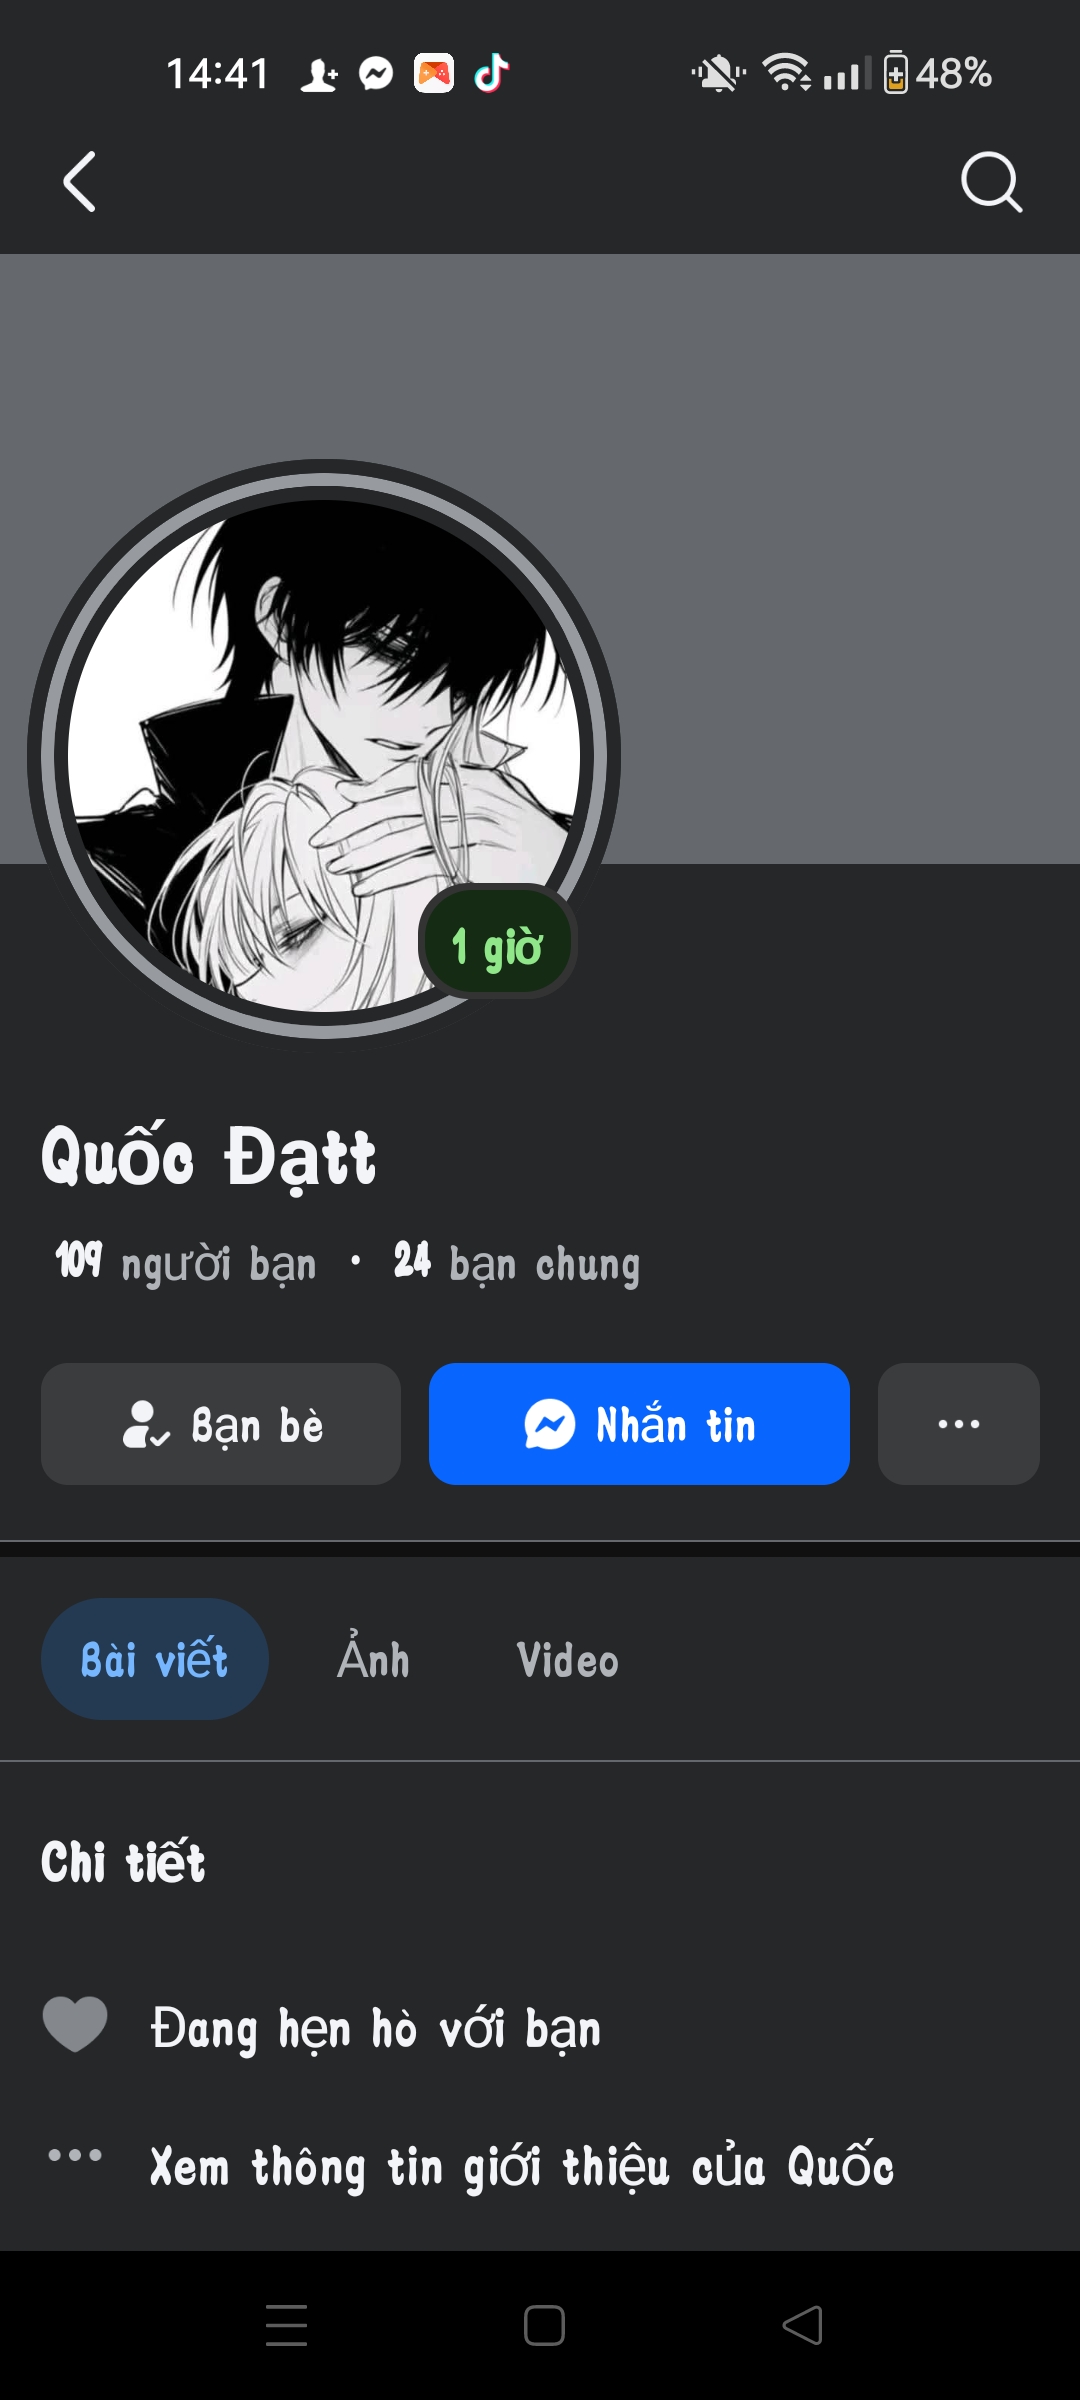 14:41 48%
1 giờ
Quốc Đạtt
109 người bạn • 24 bạn chung
Bạn bè Nhắn tin ...
Bài viết Ảnh Video
Chi tiết
Đang hẹn hò với bạn
Xem thông tin giới thiệu của Quốc